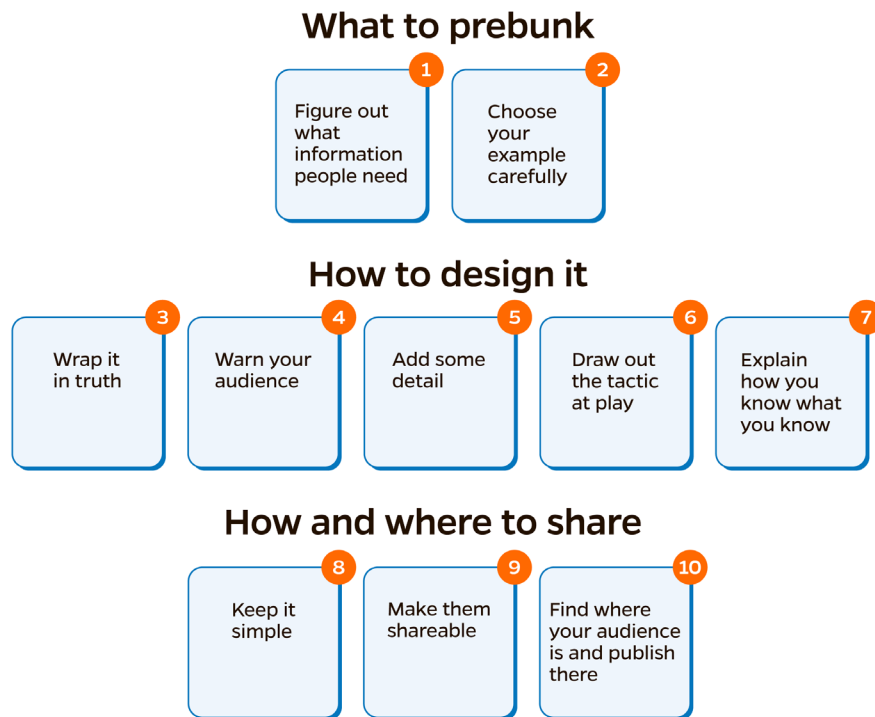 What to prebunk
1
Figure out
what
information
people need
2
Choose
your
example
carefully
How to design it
3
Wrap it
in truth
4
Warn your
audience
5
Add some
detail
6
Draw out
the tactic
at play
7
Explain
how you
know what
you know
How and where to share
8
Keep it
simple
9
Make them
shareable
10
Find where
your audience
is and publish
there